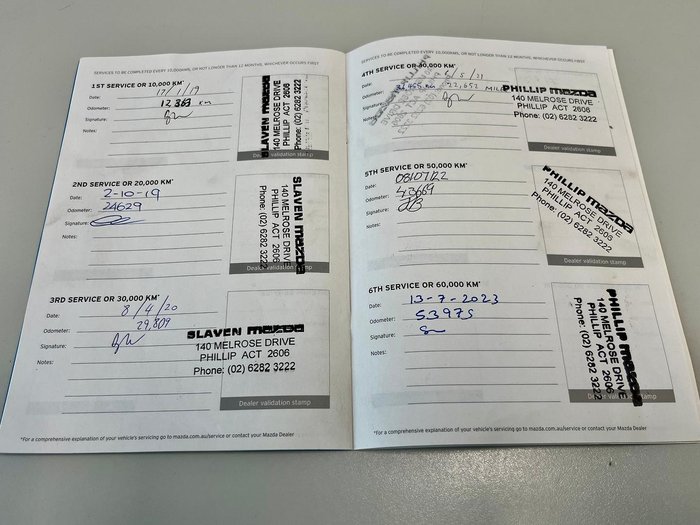 SERVICES TO BE COMPLETED EVERY 10,000KMS, OR NOT LONGER THAN 12 MONTHS, WHICHEVER OCCURS FIRST
1ST SERVICE OR 10,000 KM*
Date: 17/1/19
Odometer: km
Signature:
Notes:
SLAVEN mazda
140 MELROSE DRIVE
PHILLIP ACT 2606
Phone: (02) 6282 3222
Dealer validation stamp
2ND SERVICE OR 20,000 KM*
Date: 2-10-19
Odometer: 24629
Signature:
Notes:
SLAVEN mazda
140 MELROSE DRIVE
PHILLIP ACT 2606
Phone: (02) 6282 3222
Dealer validation stamp
3RD SERVICE OR 30,000 KM*
Date: 8/4/20
Odometer: 29,809
Signature:
Notes:
SLAVEN mazda
140 MELROSE DRIVE
PHILLIP ACT 2606
Phone: (02) 6282 3222
Dealer validation stamp
*For a comprehensive explanation of your vehicle's servicing go to mazda.com.au/service or contact your Mazda Dealer
SERVICES TO BE COMPLETED EVERY 10,000KMS, OR NOT LONGER THAN 12 MONTHS, WHICHEVER OCCURS FIRST
4TH SERVICE OR 40,000 KM*
Date:
Odometer:
Signature:
Notes:
PHILLIP mazda
140 MELROSE DRIVE
PHILLIP ACT 2606
Phone: (02) 6282 3222
Dealer validation stamp
5TH SERVICE OR 50,000 KM*
Date: 08/07/22
Odometer: 43669
Signature:
Notes:
PHILLIP mazda
140 MELROSE DRIVE
PHILLIP ACT 2606
Phone: (02) 6282 3222
Dealer validation stamp
6TH SERVICE OR 60,000 KM*
Date: 13-7-2023
Odometer: 53975
Signature:
Notes:
PHILLIP mazda
140 MELROSE DRIVE
PHILLIP ACT 2606
Phone: (02) 6282 3222
Dealer validation stamp
*For a comprehensive explanation of your vehicle's servicing go to mazda.com.au/service or contact your Mazda Dealer